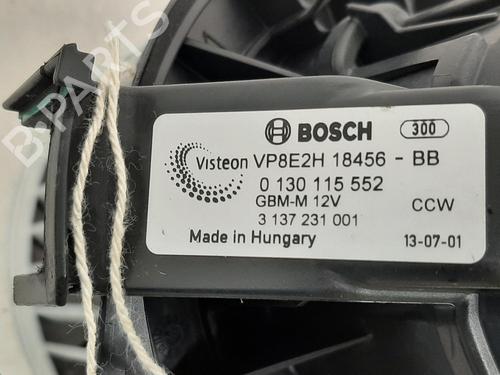 BOSCH 300
Visteon VP8E2H 18456 - BB
0 130 115 552
GBM-M 12V CCW
3 137 231 001
Made in Hungary 13-07-01
B-PARTS